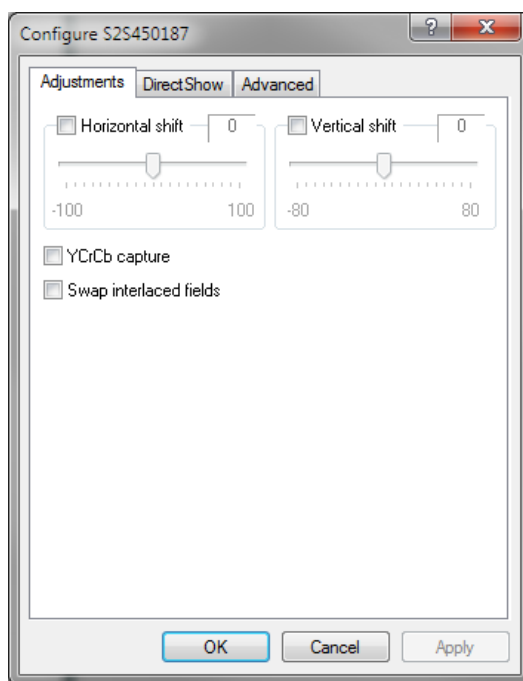 Configure S2S450187
?
X
Adjustments DirectShow Advanced
Horizontal shift 0 Vertical shift 0
-100 100 -80 80
YCrCb capture
Swap interlaced fields
OK Cancel Apply